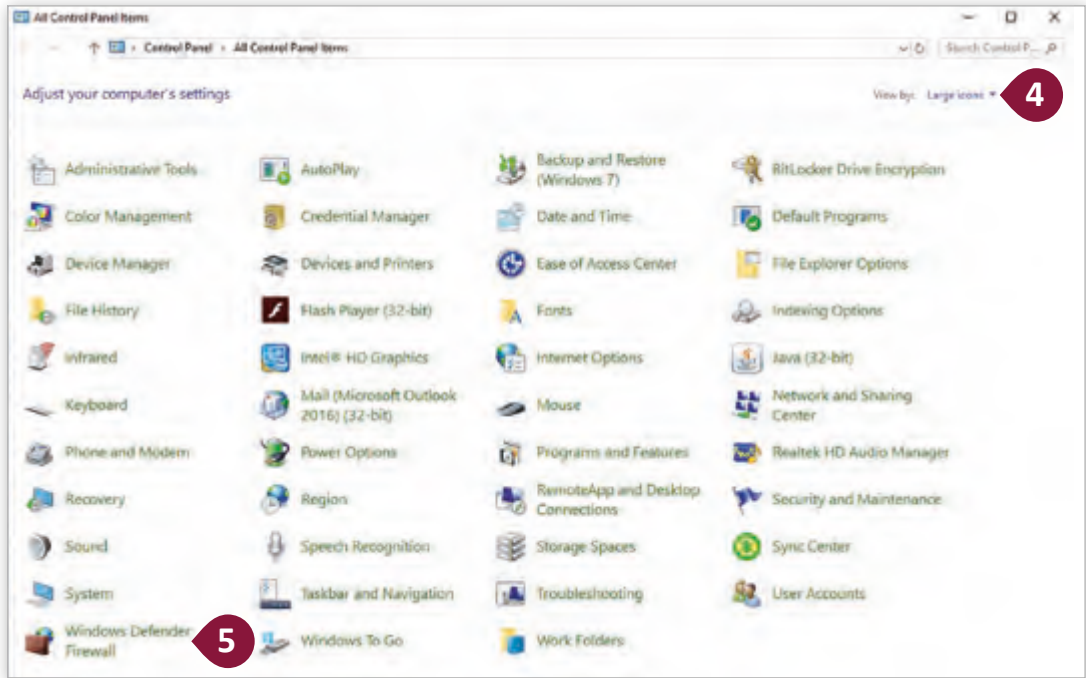 All Control Panel Items
Control Panel › All Control Panel Items
Search Control P...
Adjust your computer's settings
View by: Large icons
4
Administrative Tools
AutoPlay
Backup and Restore
(Windows 7)
BitLocker Drive Encryption
Color Management
Credential Manager
Date and Time
Default Programs
Device Manager
Devices and Printers
Ease of Access Center
File Explorer Options
File History
Flash Player (32-bit)
Fonts
Indexing Options
Infrared
Intel® HD Graphics
Internet Options
Java (32-bit)
Keyboard
Mail (Microsoft Outlook
2016) (32-bit)
Mouse
Network and Sharing
Center
Phone and Modem
Power Options
Programs and Features
Realtek HD Audio Manager
Recovery
Region
RemoteApp and Desktop
Connections
Security and Maintenance
Sound
Speech Recognition
Storage Spaces
Sync Center
System
Taskbar and Navigation
Troubleshooting
User Accounts
Windows Defender
Firewall
5
Windows To Go
Work Folders